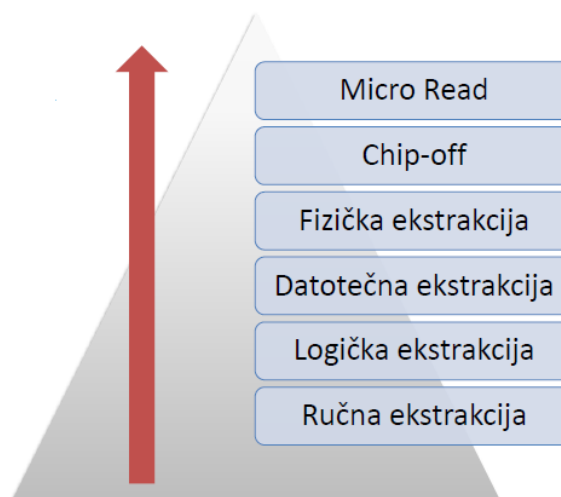 Micro Read
Chip-off
Fizička ekstrakcija
Datotečna ekstrakcija
Logička ekstrakcija
Ručna ekstrakcija